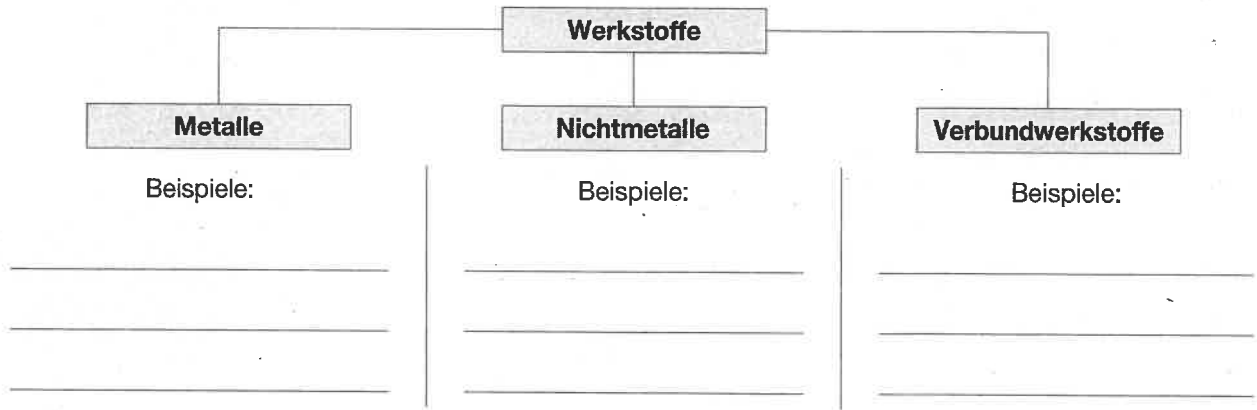 Werkstoffe
Metalle
Nichtmetalle
Verbundwerkstoffe
Beispiele:
Beispiele:
Beispiele: